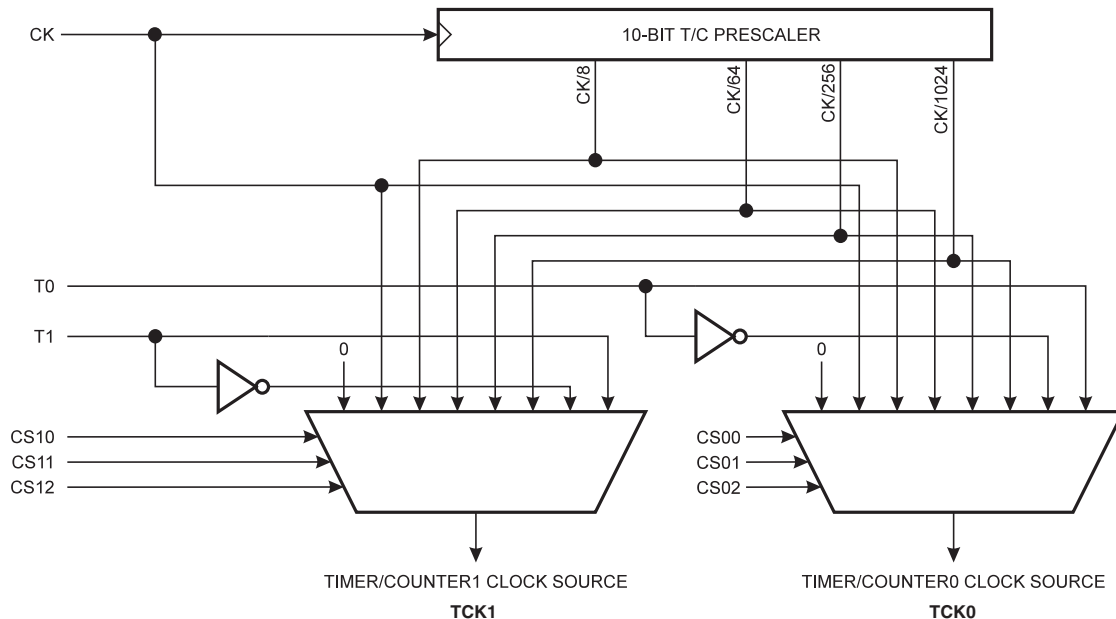 CK
10-BIT T/C PRESCALER
CK/8
CK/64
CK/256
CK/1024
T0
T1
0
0
CS10
CS11
CS12
CS00
CS01
CS02
TIMER/COUNTER1 CLOCK SOURCE
TCK1
TIMER/COUNTER0 CLOCK SOURCE
TCK0